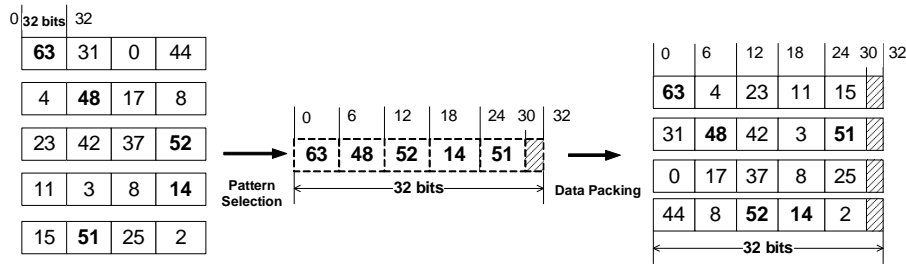 0 32 bits 32
63 31 0 44
4 48 17 8
23 42 37 52
11 3 8 14
15 51 25 2
Pattern
Selection
0 6 12 18 24 30 32
63 48 52 14 51
32 bits
Data Packing
0 6 12 18 24 30 32
63 4 23 11 15
31 48 42 3 51
0 17 37 8 25
44 8 52 14 2
32 bits